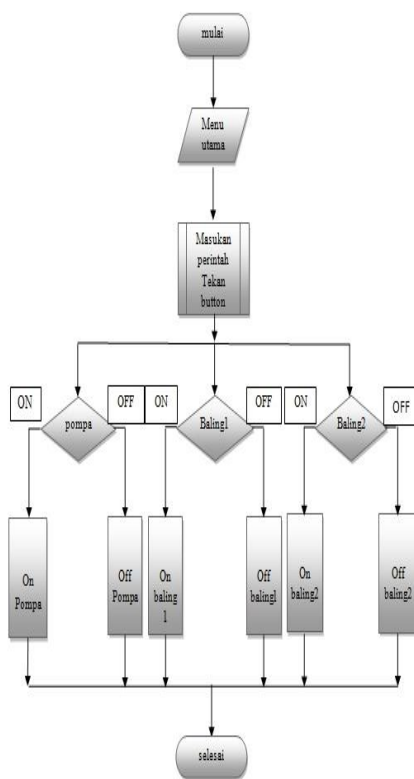 mulai
Menu
utama
Masukan
perintah
Tekan
button
ON
OFF
ON
OFF
ON
OFF
pompa
Baling1
Baling2
On
Pompa
Off
Pompa
On
baling
1
Off
baling1
On
baling2
Off
baling2
selesai